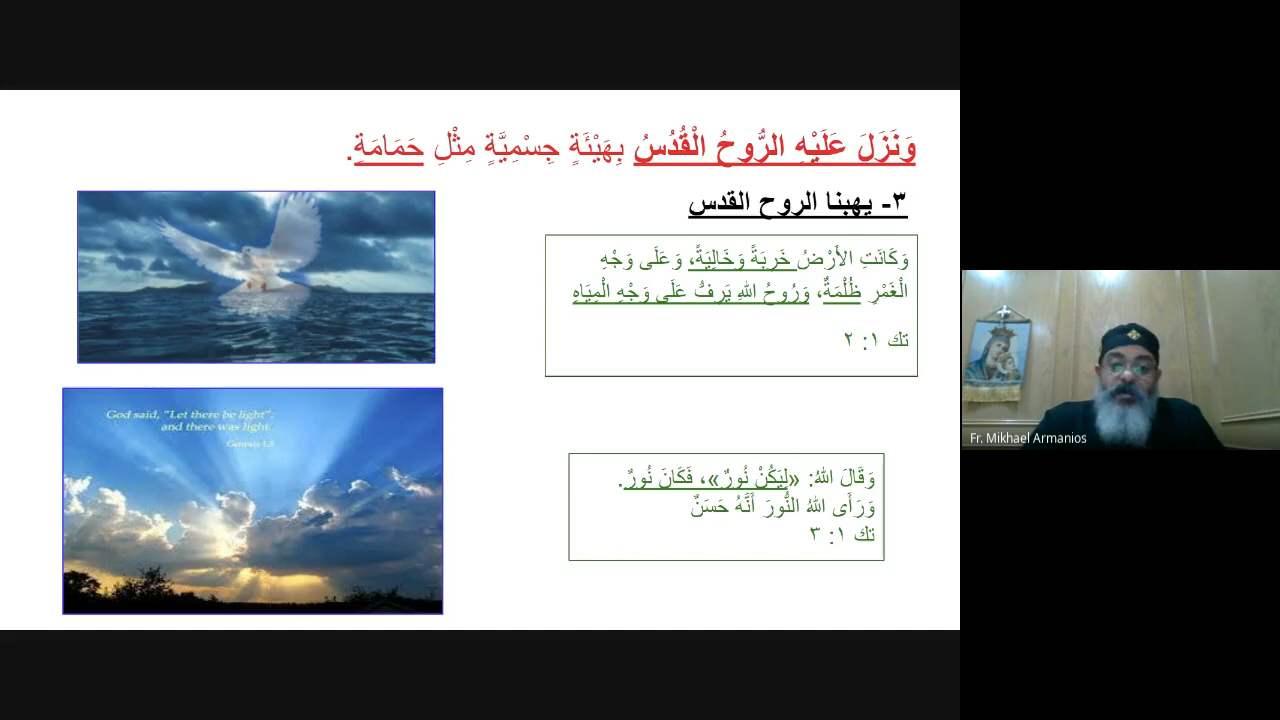 وَنَزَلَ عَلَيْهِ الرُّوحُ الْقُدُسُ بِهَيْئَةٍ جِسْمِيَّةٍ مِثْلِ حَمَامَةٍ.
٣- يهبنا الروح القدس
وَكَانَتِ الأَرْضُ خَرِبَةً وَخَالِيَةً، وَعَلَى وَجْهِ
الْغَمْرِ ظُلْمَةٌ، وَرُوحُ اللهِ يَرِفُّ عَلَى وَجْهِ الْمِيَاهِ
تك ١: ٢
God said, "Let there be light";
and there was light.
Genesis 1:3
وَقَالَ اللهُ: «لِيَكُنْ نُورٌ»، فَكَانَ نُورٌ.
وَرَأَى اللهُ النُّورَ أَنَّهُ حَسَنٌ
تك ١: ٣
Fr. Mikhael Armanios